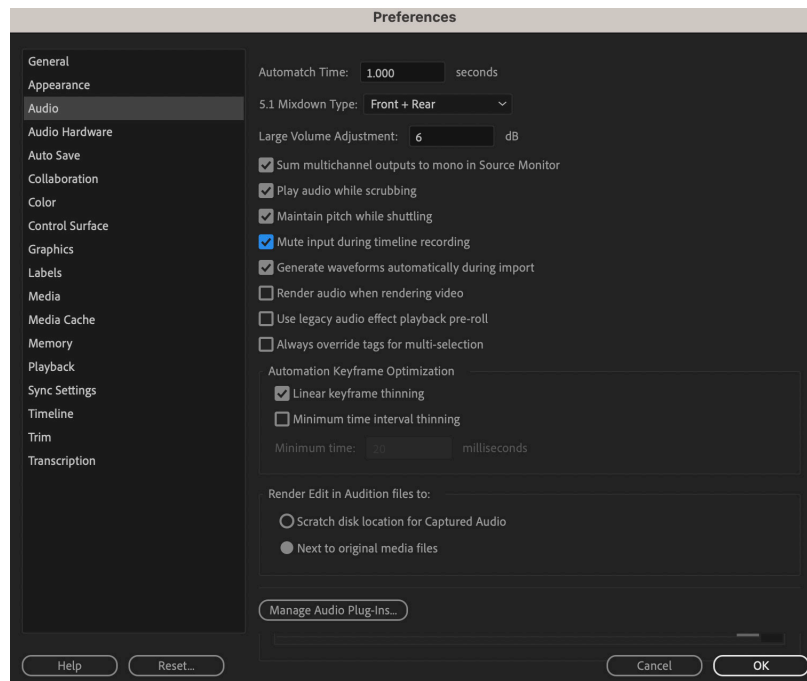 Preferences
General
Appearance
Audio
Audio Hardware
Auto Save
Collaboration
Color
Control Surface
Graphics
Labels
Media
Media Cache
Memory
Playback
Sync Settings
Timeline
Trim
Transcription
Automatch Time: 1.000 seconds
5.1 Mixdown Type: Front + Rear
Large Volume Adjustment: 6 dB
Sum multichannel outputs to mono in Source Monitor
Play audio while scrubbing
Maintain pitch while shuttling
Mute input during timeline recording
Generate waveforms automatically during import
Render audio when rendering video
Use legacy audio effect playback pre-roll
Always override tags for multi-selection
Automation Keyframe Optimization
Linear keyframe thinning
Minimum time interval thinning
Minimum time: 20 milliseconds
Render Edit in Audition files to:
Scratch disk location for Captured Audio
Next to original media files
Manage Audio Plug-Ins...
Help Reset... Cancel OK